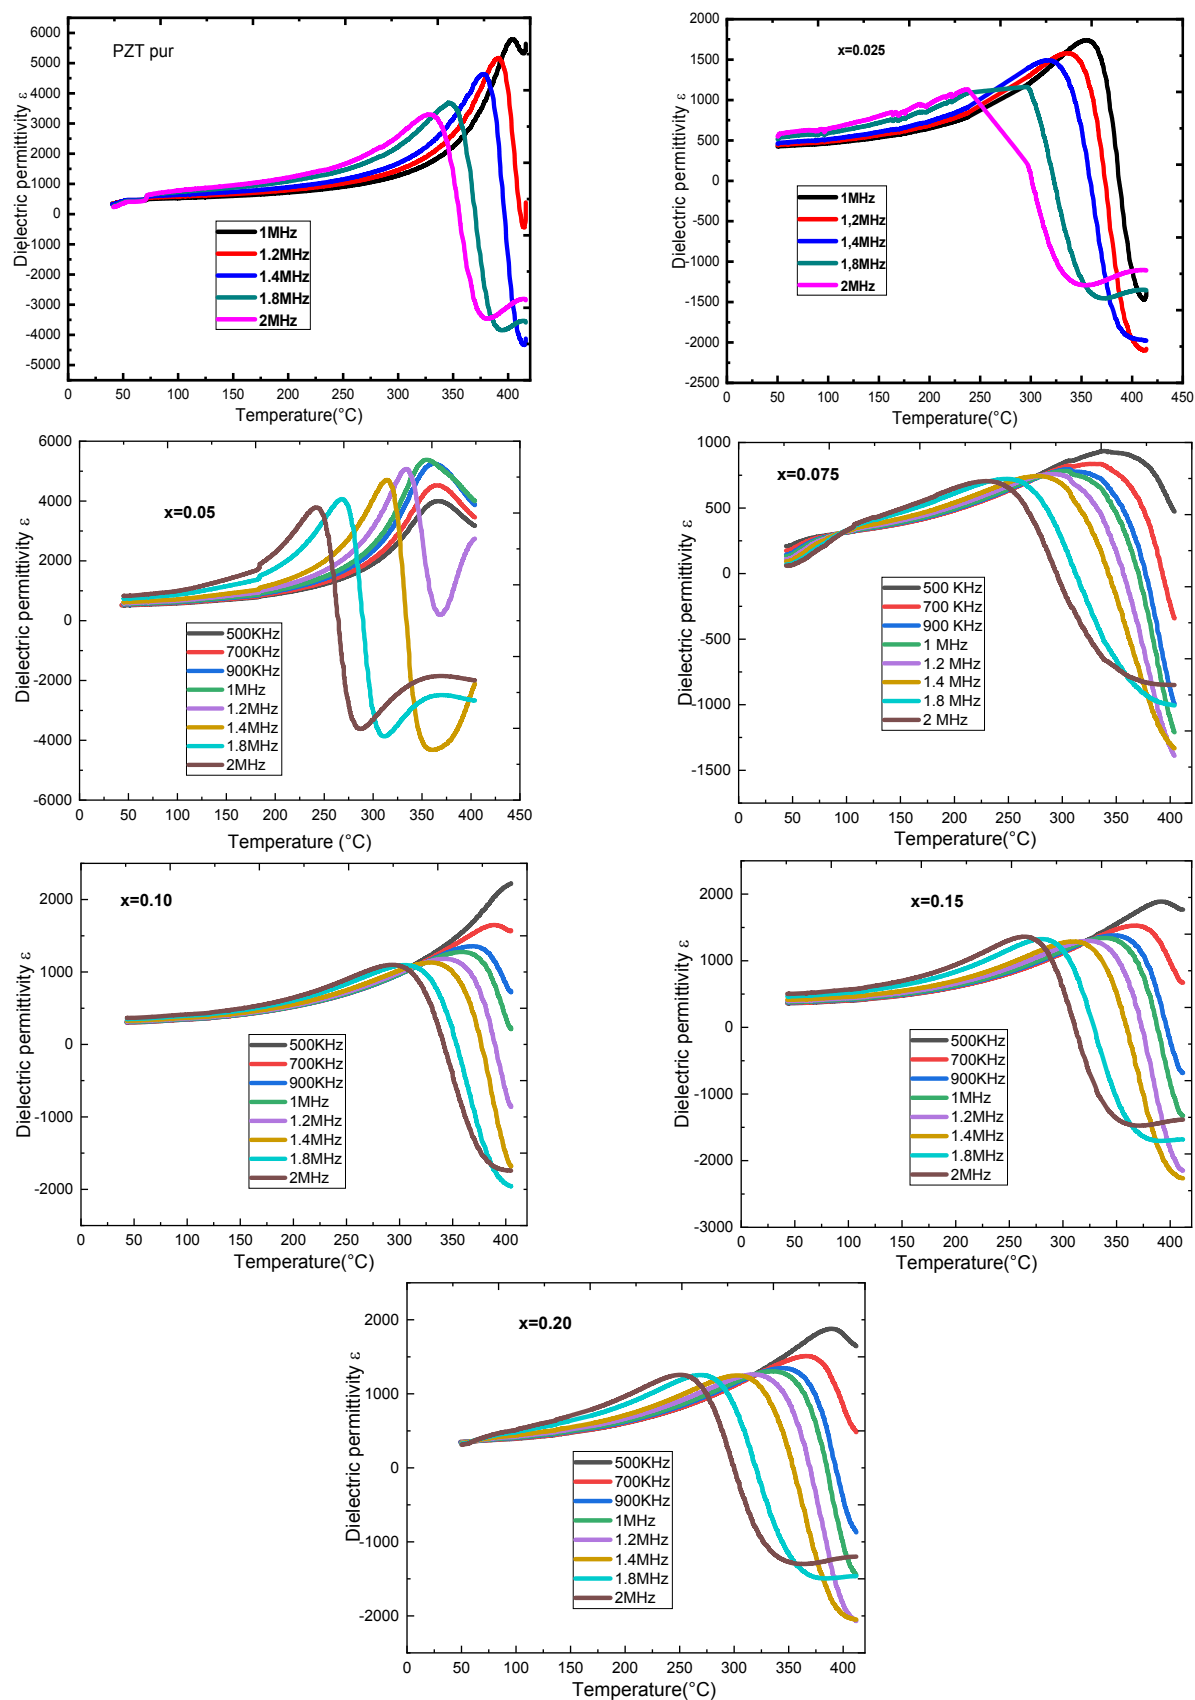 PZT pur
Dielectric permittivity ε
6000
5000
4000
3000
2000
1000
0
-1000
-2000
-3000
-4000
-5000
1MHz
1.2MHz
1.4MHz
1.8MHz
2MHz
0 50 100 150 200 250 300 350 400
Temperature(°C)
x=0.025
Dielectric permittivity ε
2000
1500
1000
500
0
-500
-1000
-1500
-2000
-2500
1MHz
1,2MHz
1,4MHz
1,8MHz
2MHz
0 50 100 150 200 250 300 350 400 450
Temperature(°C)
x=0.05
Dielectric permittivity ε
6000
4000
2000
0
-2000
-4000
-6000
500KHz
700KHz
900KHz
1MHz
1.2MHz
1.4MHz
1.8MHz
2MHz
0 50 100 150 200 250 300 350 400 450
Temperature (°C)
x=0.075
Dielectric permittivity ε
1000
500
0
-500
-1000
-1500
500 KHz
700 KHz
900 KHz
1 MHz
1.2 MHz
1.4 MHz
1.8 MHz
2 MHz
0 50 100 150 200 250 300 350 400
Temperature(°C)
x=0.10
Dielectric permittivity ε
2000
1000
0
-1000
-2000
500KHz
700KHz
900KHz
1MHz
1.2MHz
1.4MHz
1.8MHz
2MHz
0 50 100 150 200 250 300 350 400
Temperature(°C)
x=0.15
Dielectric permittivity ε
2000
1000
0
-1000
-2000
-3000
500KHz
700KHz
900KHz
1MHz
1.2MHz
1.4MHz
1.8MHz
2MHz
0 50 100 150 200 250 300 350 400
Temperature(°C)
x=0.20
Dielectric permittivity ε
2000
1000
0
-1000
-2000
500KHz
700KHz
900KHz
1MHz
1.2MHz
1.4MHz
1.8MHz
2MHz
0 50 100 150 200 250 300 350 400
Temperature(°C)